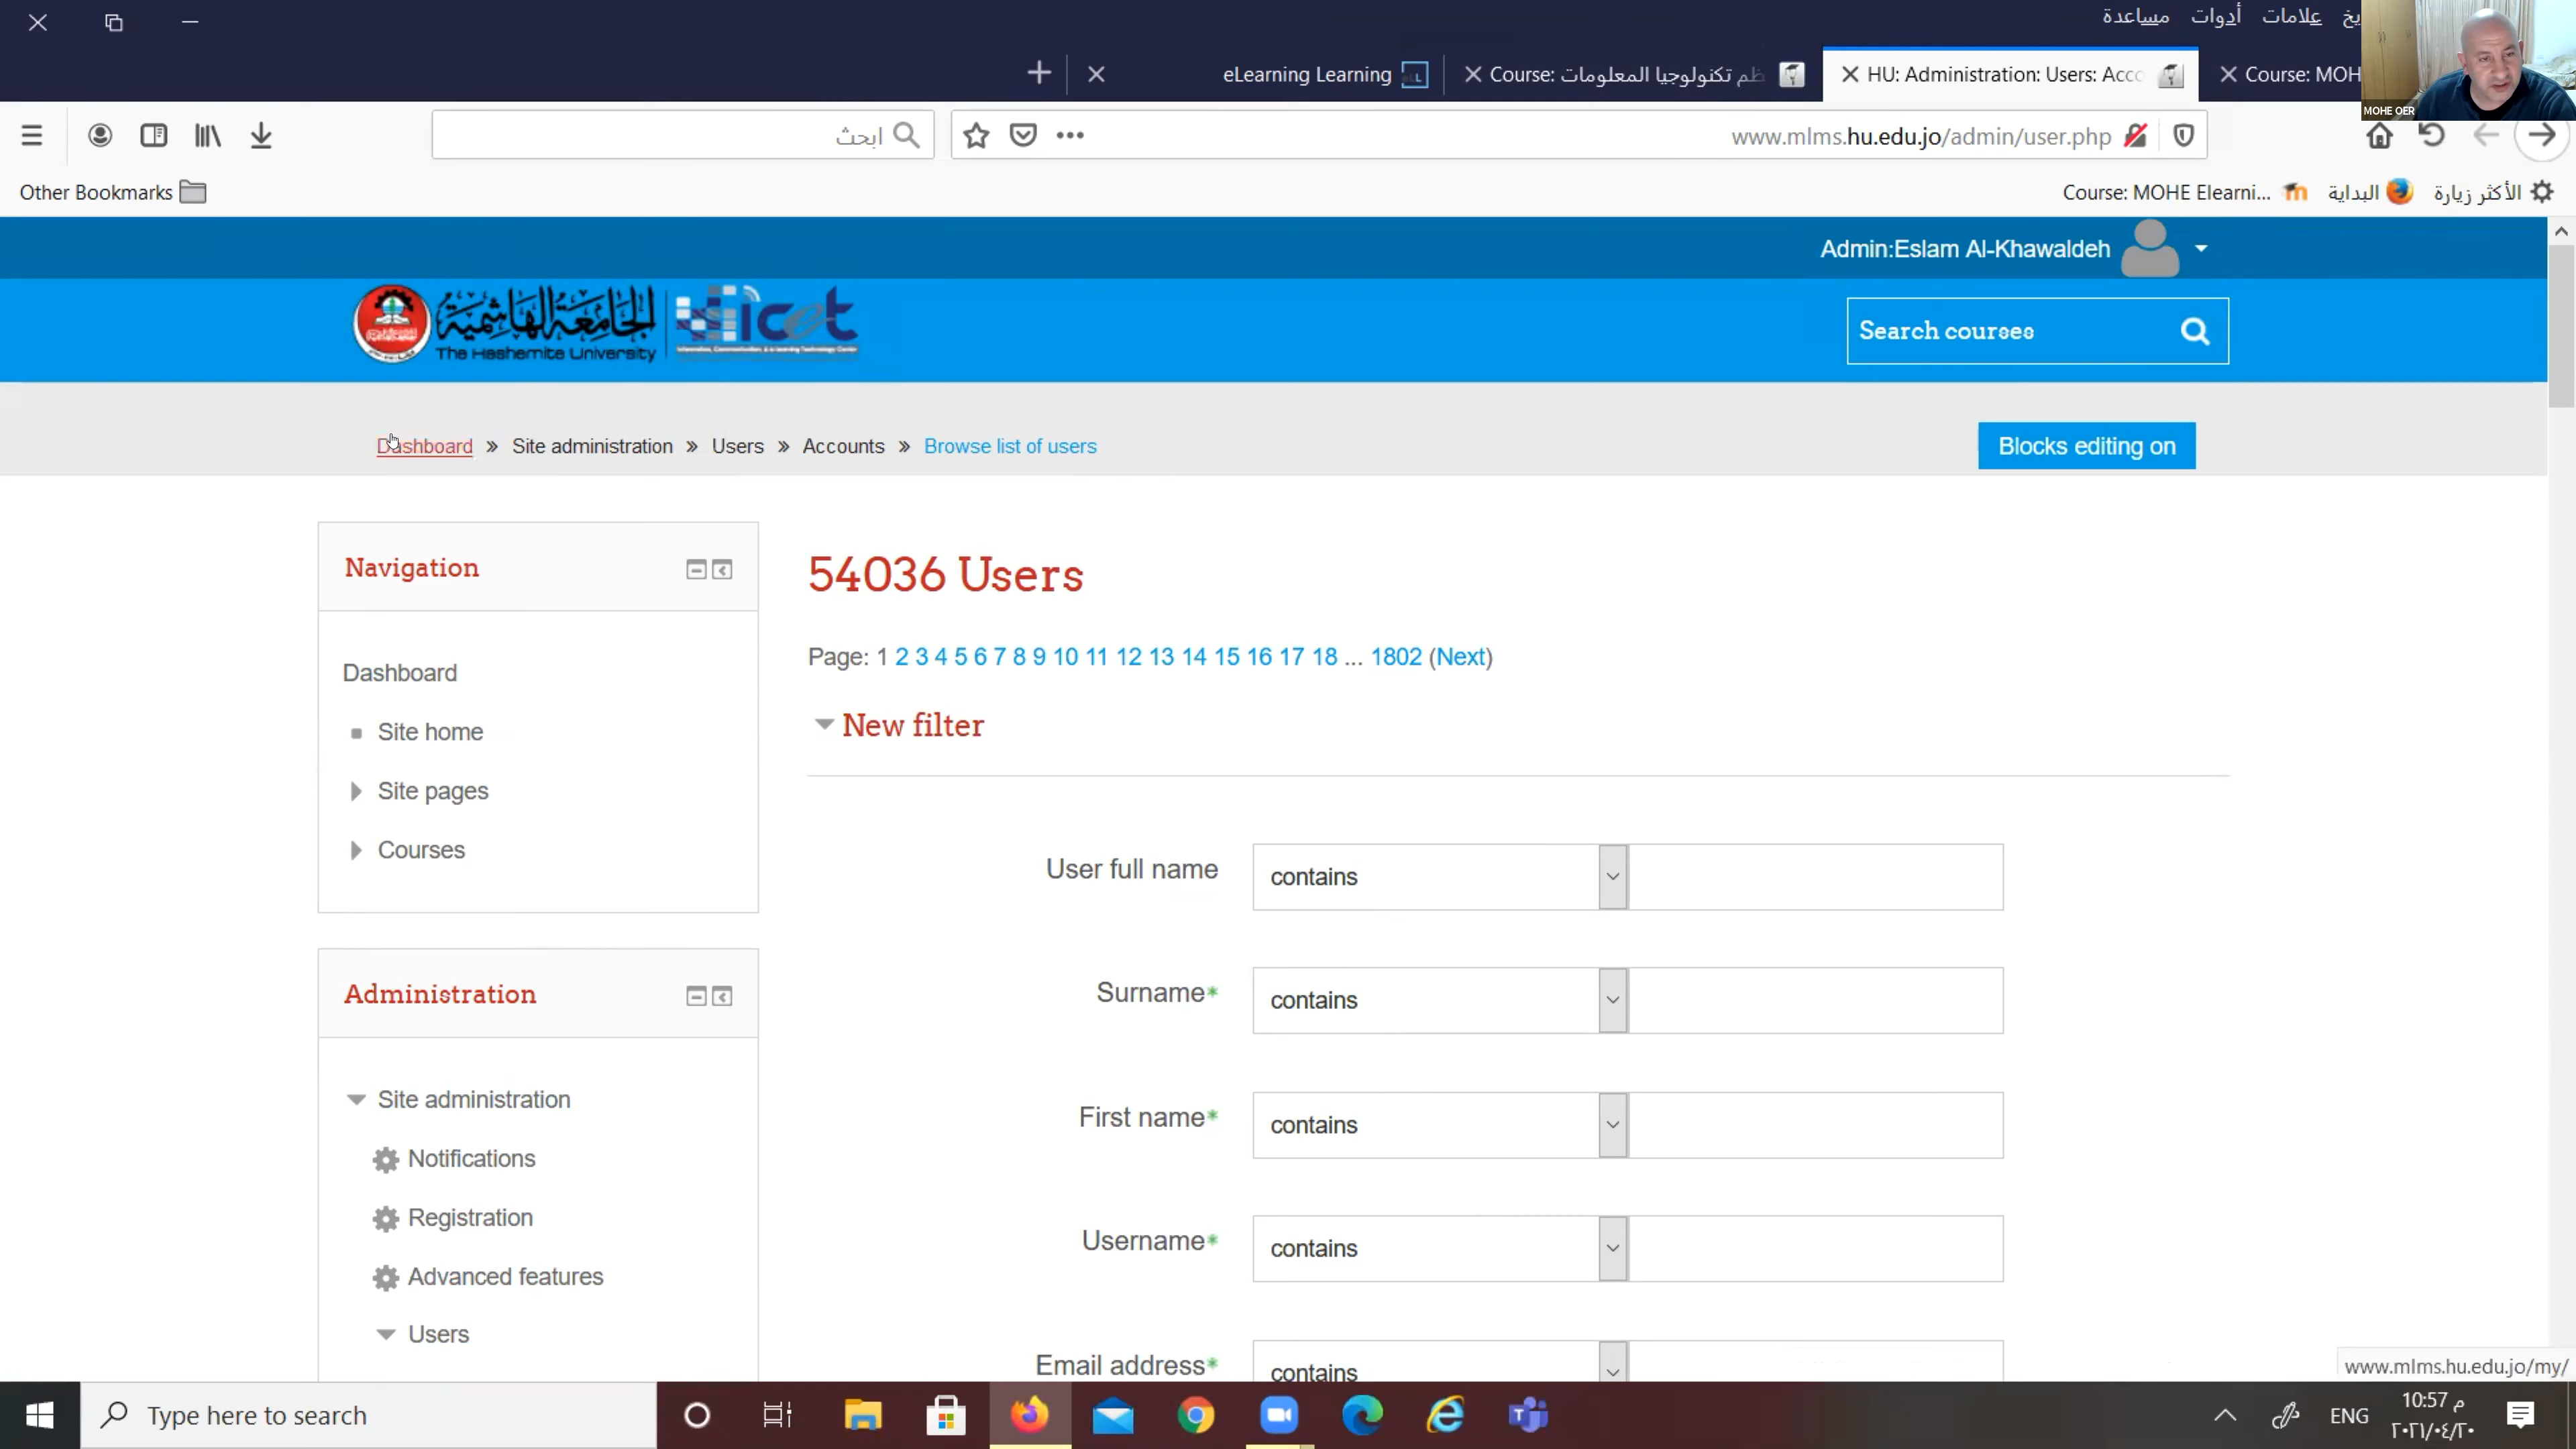 مساعدة
أدوات
علامات
يخ
eLearning Learning
Course: ظم تكنولوجيا المعلومات
HU: Administration: Users: Acco
Course: MOH
MOHE OER
ابحث
www.mlms.hu.edu.jo/admin/user.php
Other Bookmarks
Course: MOHE Elearni...
البداية
الأكثر زيارة
Admin:Eslam Al-Khawaldeh
الجامعة الهاشمية
The Hashemite University
icet
Search courses
Dashboard » Site administration » Users » Accounts » Browse list of users
Blocks editing on
Navigation
Dashboard
Site home
Site pages
Courses
Administration
Site administration
Notifications
Registration
Advanced features
Users
54036 Users
Page: 1 2 3 4 5 6 7 8 9 10 11 12 13 14 15 16 17 18 ... 1802 (Next)
New filter
User full name contains
Surname* contains
First name* contains
Username* contains
Email address* contains
www.mlms.hu.edu.jo/my/
Type here to search
ENG
10:57 م
٢٠٢١/٠٤/٢٠